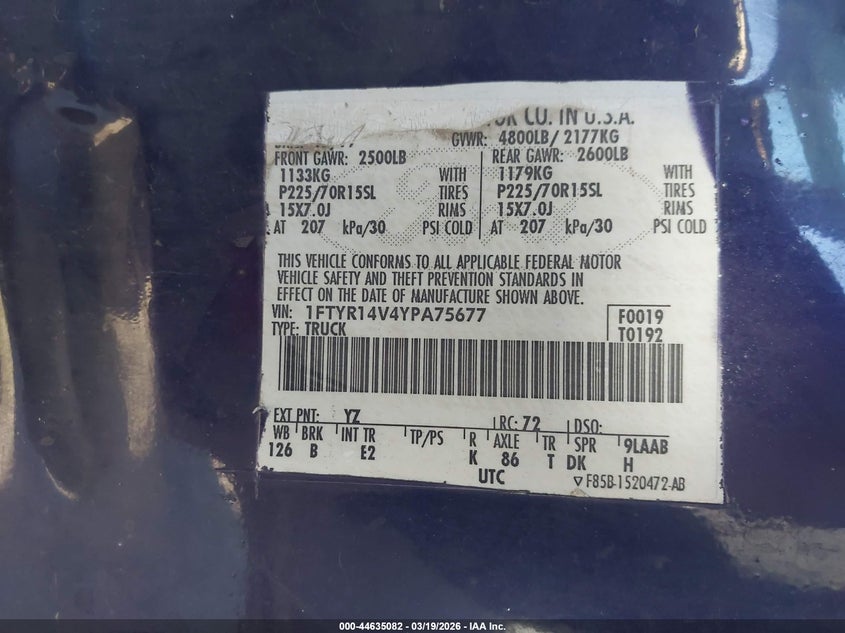 CO. IN U.S.A.
GVWR: 4800LB/ 2177KG
FRONT GAWR: 2500LB REAR GAWR: 2600LB
1133KG WITH 1179KG WITH
P225/70R15SL TIRES P225/70R15SL TIRES
15X7.0J RIMS 15X7.0J RIMS
AT 207 kPa/30 PSI COLD AT 207 kPa/30 PSI COLD
THIS VEHICLE CONFORMS TO ALL APPLICABLE FEDERAL MOTOR
VEHICLE SAFETY AND THEFT PREVENTION STANDARDS IN
EFFECT ON THE DATE OF MANUFACTURE SHOWN ABOVE.
VIN: 1FTYR14V4YPA75677 F0019
TYPE: TRUCK T0192
EXT PNT: YZ RC: 72 DSO:
WB BRK INT TR TP/PS R AXLE TR SPR 9LAAB
126 B E2 K 86 T DK H
UTC ▽F85B-1520472-AB
000-44635082 - 03/19/2026 - IAA Inc.